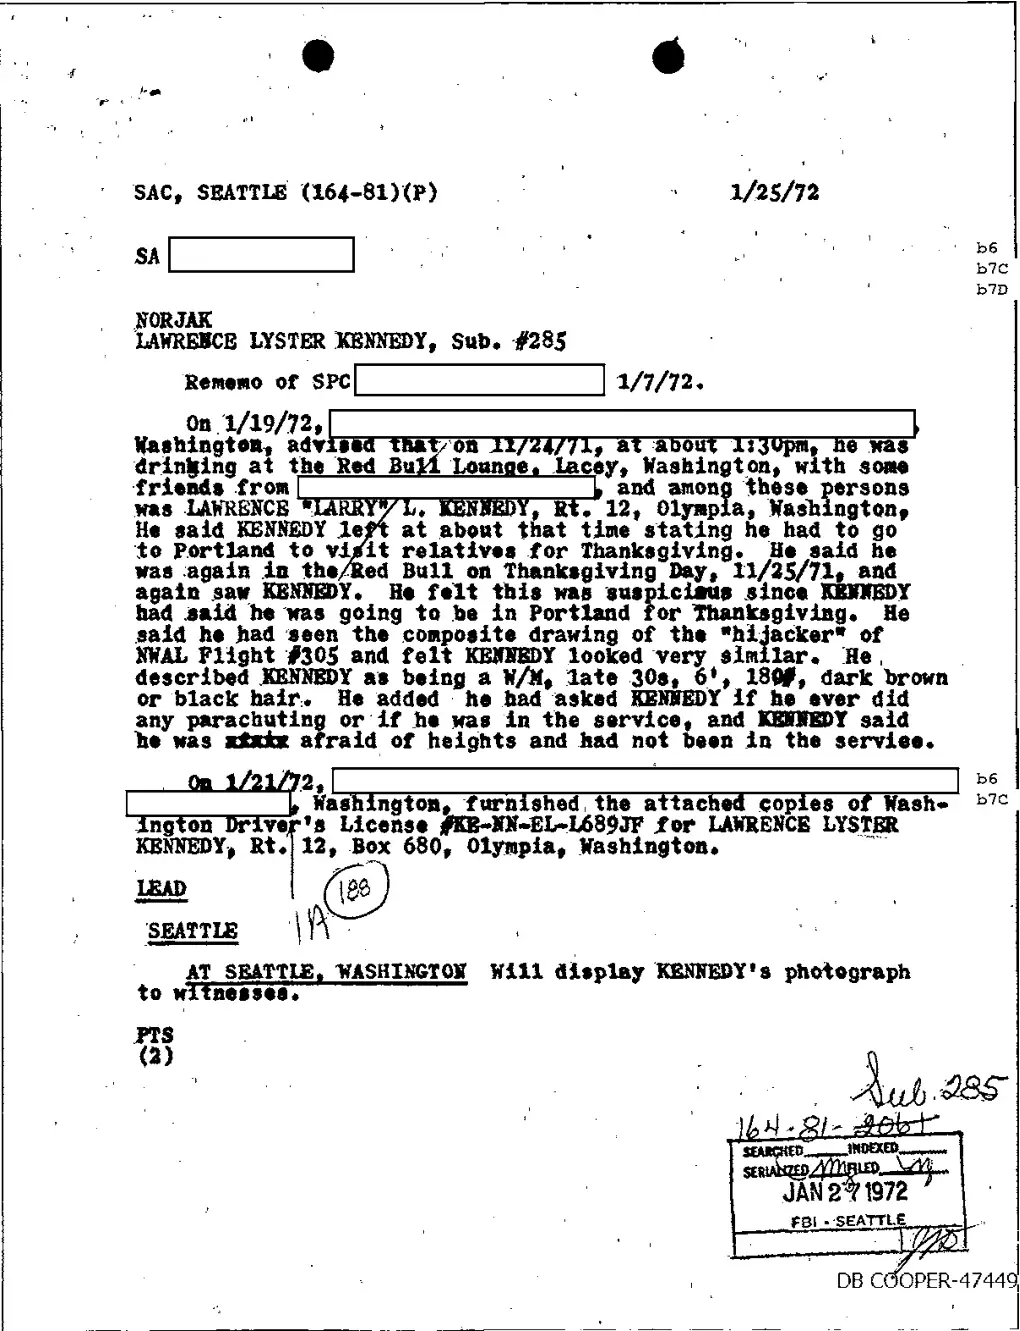 SAC, SEATTLE (164-81)(P) 1/25/72
SA
b6
b7C
b7D
NORJAK
LAWRENCE LYSTER KENNEDY, Sub. #285
Rememo of SPC 1/7/72.
On 1/19/72, ,
Washington, advised that on 11/24/71, at about 1:30pm, he was
drinking at the Red Bull Lounge, Lacey, Washington, with some
friends from , and among these persons
was LAWRENCE "LARRY" L. KENNEDY, Rt. 12, Olympia, Washington,
He said KENNEDY left at about that time stating he had to go
to Portland to visit relatives for Thanksgiving. He said he
was again in the Red Bull on Thanksgiving Day, 11/25/71, and
again saw KENNEDY. He felt this was suspicious since KENNEDY
had said he was going to be in Portland for Thanksgiving. He
said he had seen the composite drawing of the "hijacker" of
NWAL Flight #305 and felt KENNEDY looked very similar. He
described KENNEDY as being a W/M, late 30s, 6', 180#, dark brown
or black hair. He added he had asked KENNEDY if he ever did
any parachuting or if he was in the service, and KENNEDY said
he was afraid of heights and had not been in the service.
On 1/21/72,
b6
b7C
, Washington, furnished the attached copies of Wash-
ington Driver's License #KE-NN-EL-L689JF for LAWRENCE LYSTER
KENNEDY, Rt. 12, Box 680, Olympia, Washington.
LEAD
1A 188
SEATTLE
AT SEATTLE, WASHINGTON Will display KENNEDY's photograph
to witnesses.
PTS
(2)
Sub. 285
164-81-
SEARCHED INDEXED
SERIALIZED FILED
JAN 27 1972
FBI - SEATTLE
DB COOPER-47449